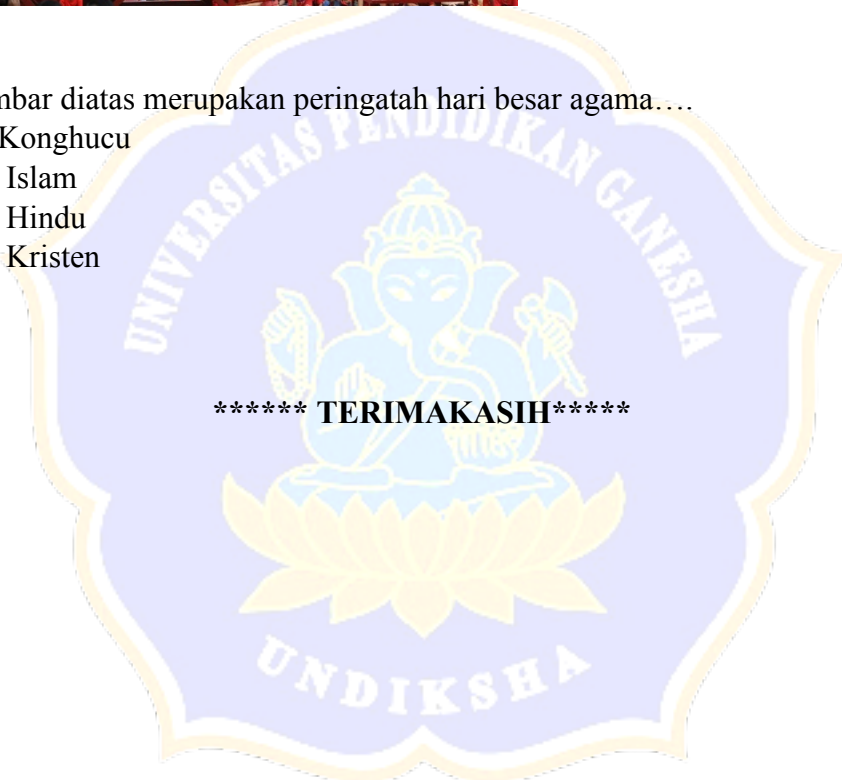 mbar diatas merupakan peringatah hari besar agama….
Konghucu
Islam
Hindu
Kristen
UNIVERSITAS PENDIDIKAN GANESHA
****** TERIMAKASIH*****
UNDIKSHA